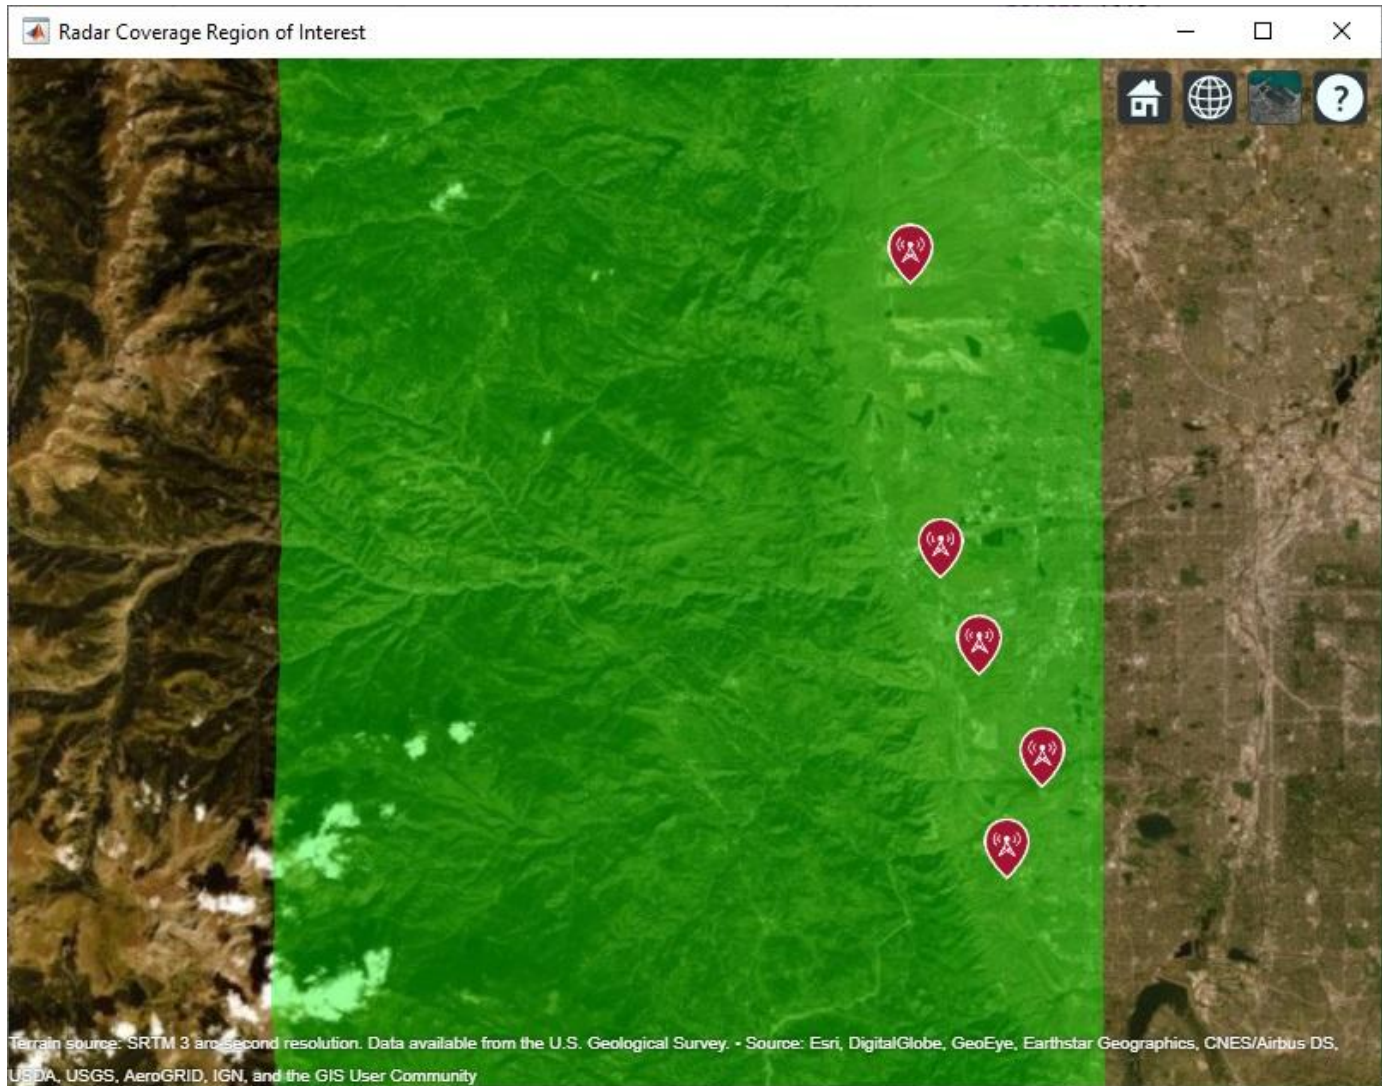 Radar Coverage Region of Interest
?
Terrain source: SRTM 3 arc-second resolution. Data available from the U.S. Geological Survey. - Source: Esri, DigitalGlobe, GeoEye, Earthstar Geographics, CNES/Airbus DS,
USDA, USGS, AeroGRID, IGN, and the GIS User Community